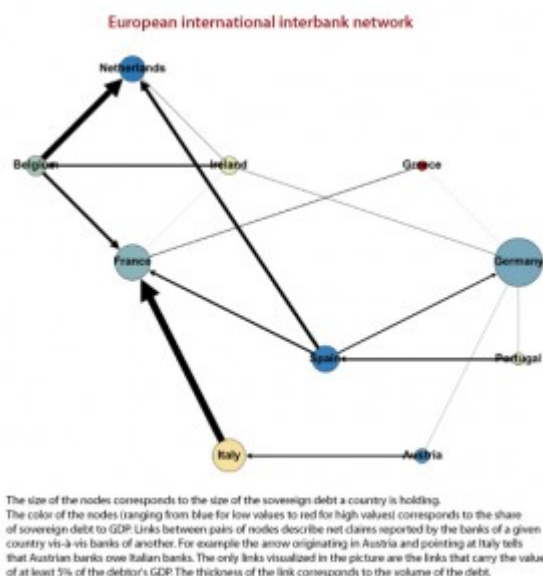 European international interbank network
Netherlands
Belgium
Ireland
Greece
France
Germany
Spain
Portugal
Italy
Austria
The size of the nodes corresponds to the size of the sovereign debt a country is holding.
The color of the nodes (ranging from blue for low values to red for high values) corresponds to the share
of sovereign debt to GDP. Links between pairs of nodes describe net claims reported by the banks of a given
country vis-à-vis banks of another. For example the arrow originating in Austria and pointing at Italy tells
that Austrian banks owe Italian banks. The only links visualized in the picture are the links that carry the value
of at least 5% of the debtor's GDP. The thickness of the link corresponds to the volume of the debt.